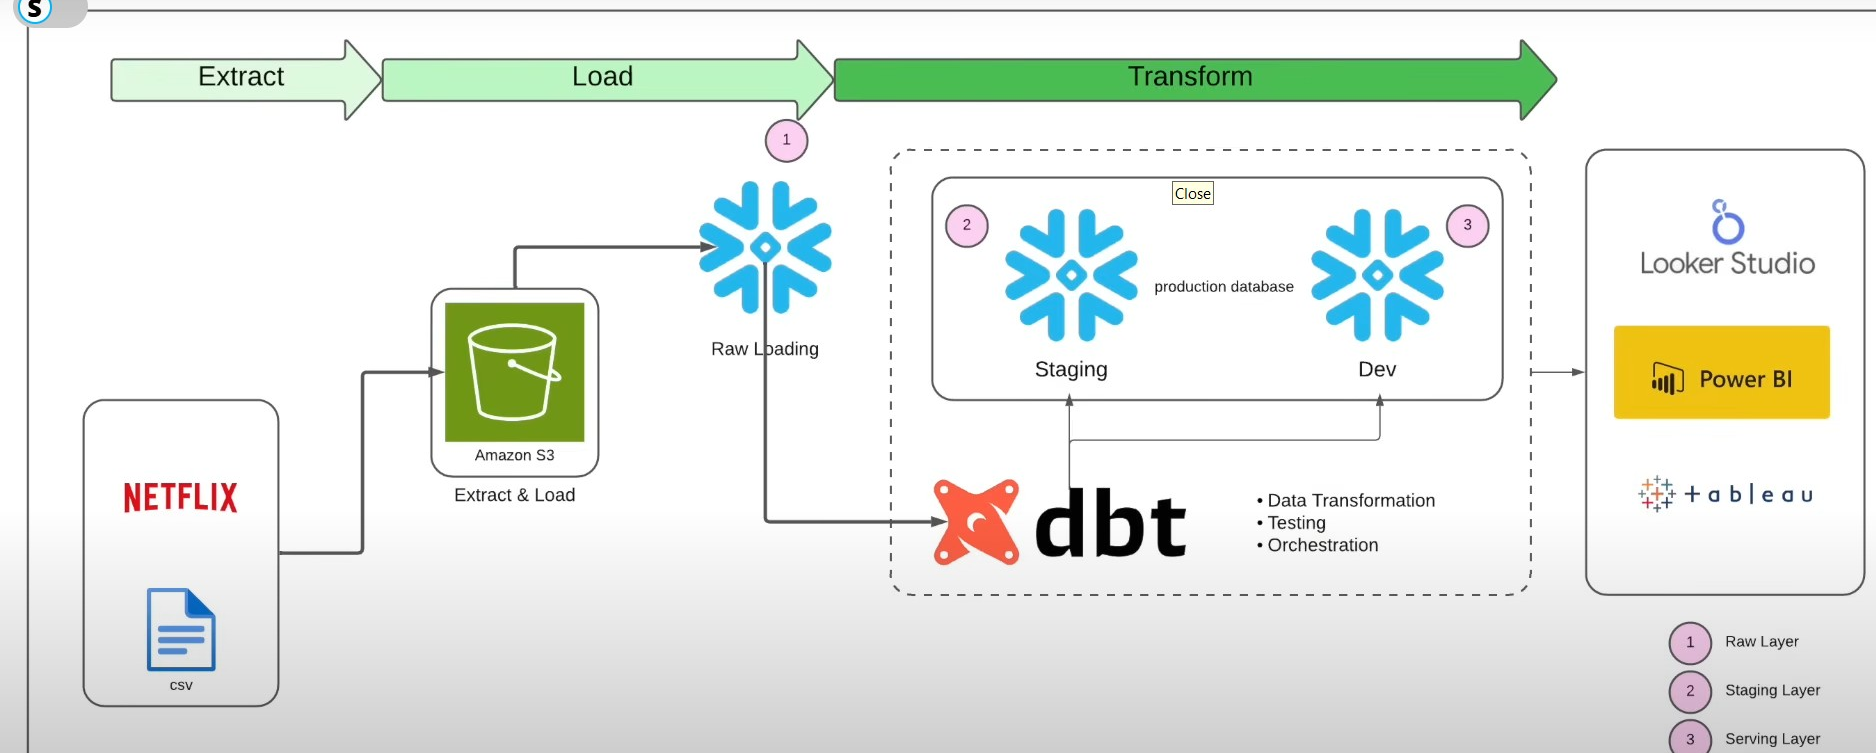 S
Extract
Load
Transform
1
Close
2
3
production database
Staging
Dev
Raw Loading
Amazon S3
Extract & Load
NETFLIX
csv
dbt
• Data Transformation
• Testing
• Orchestration
Looker Studio
Power BI
+ableau
1 Raw Layer
2 Staging Layer
3 Serving Layer